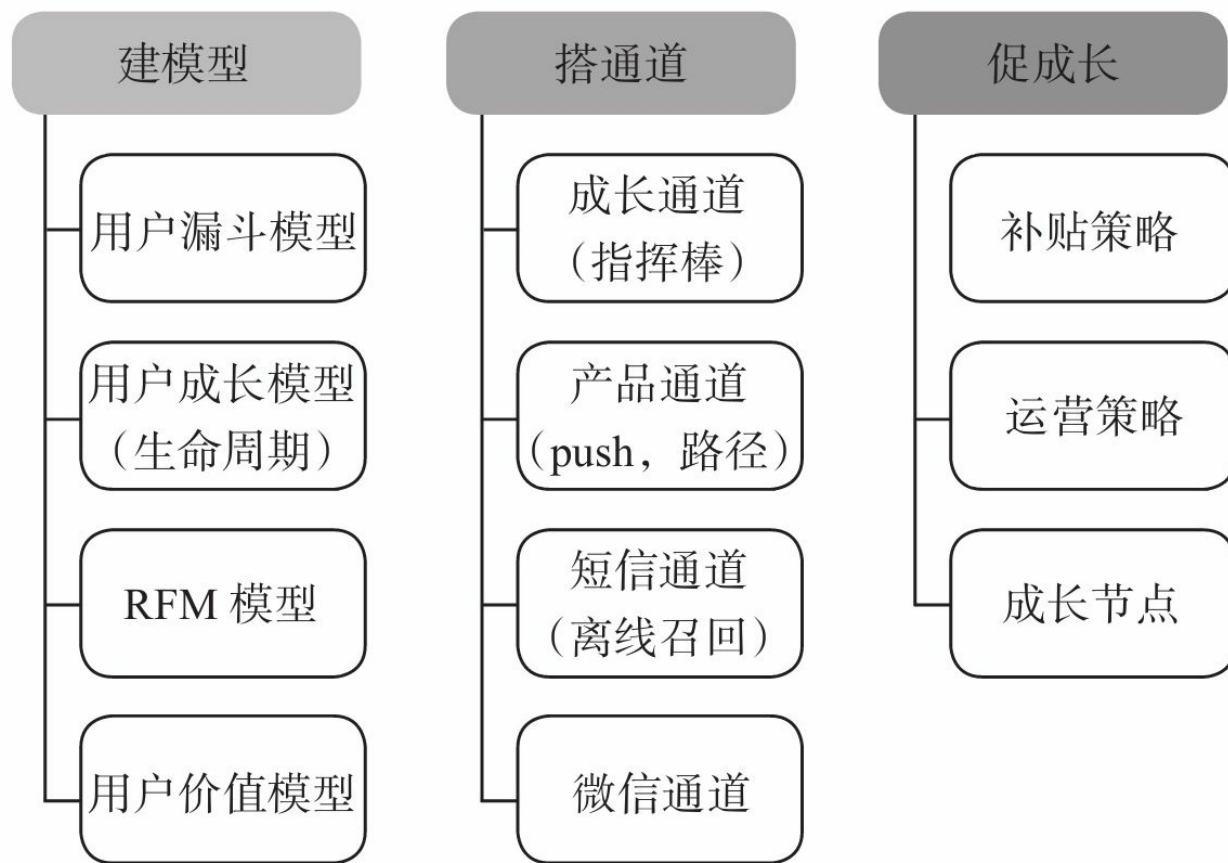 建模型
用户漏斗模型
用户成长模型
（生命周期）
RFM 模型
用户价值模型
搭通道
成长通道
（指挥棒）
产品通道
（push，路径）
短信通道
（离线召回）
微信通道
促成长
补贴策略
运营策略
成长节点